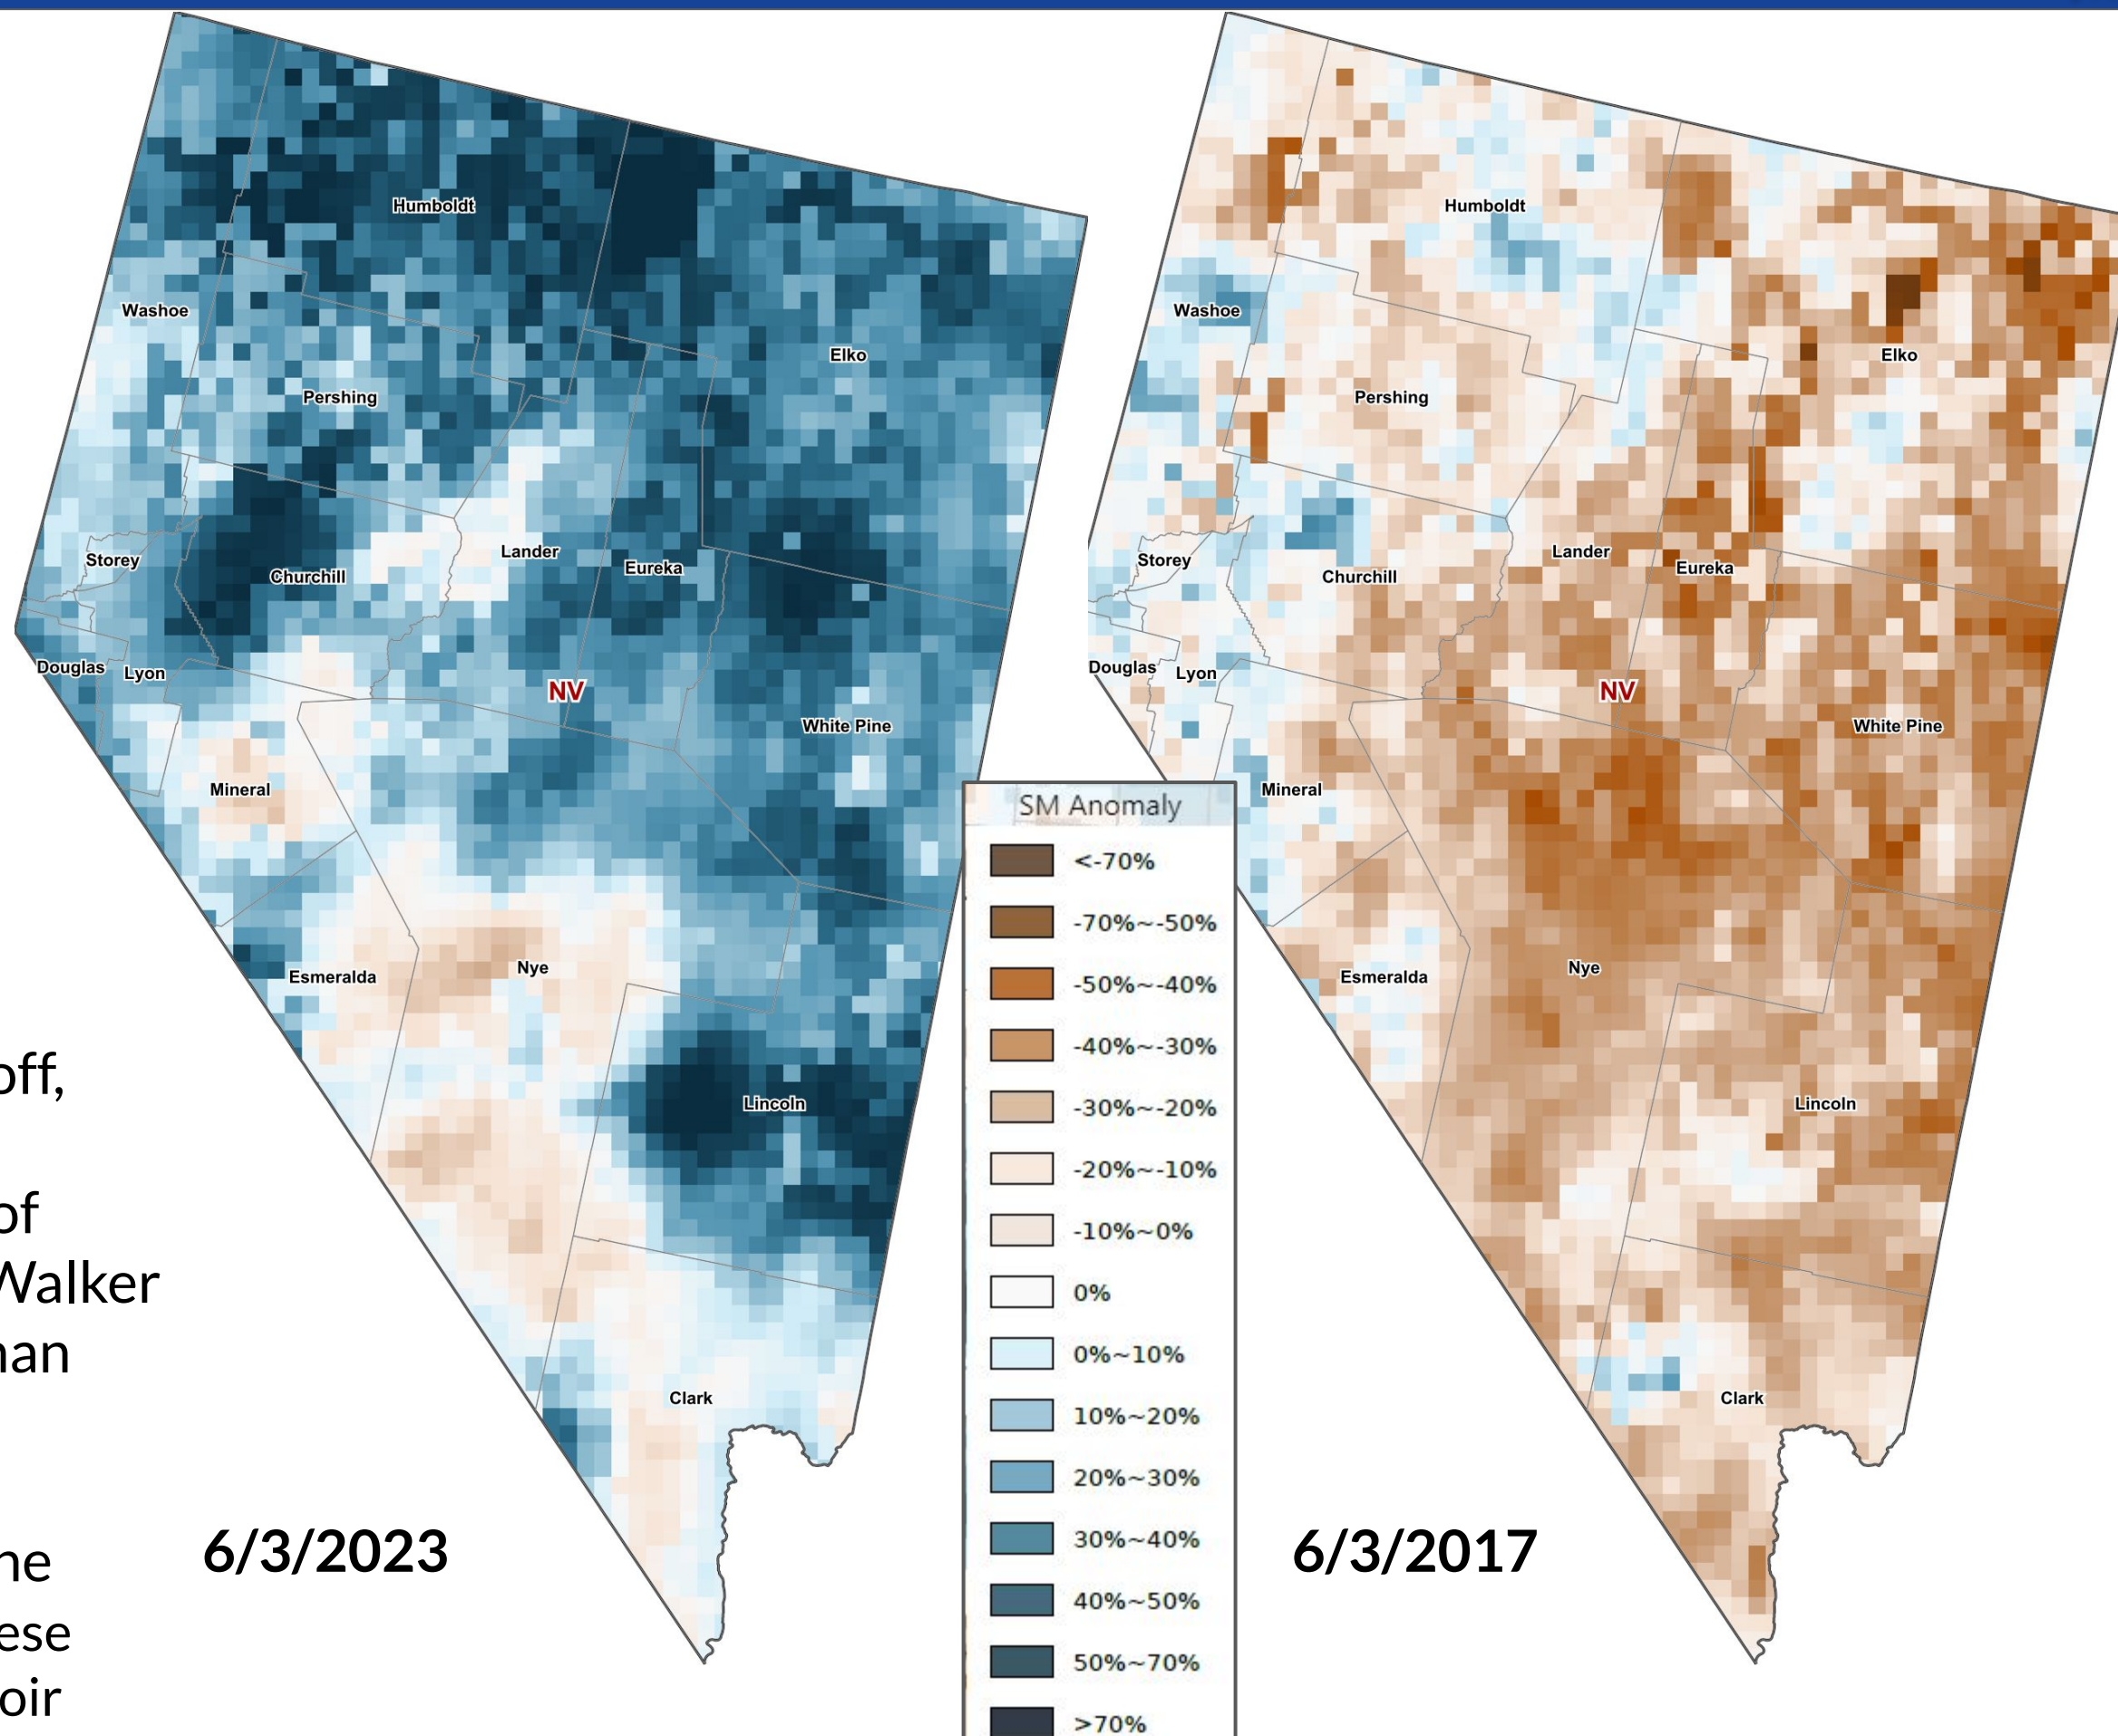 Humboldt
Washoe
Elko
Pershing
Storey
Churchill
Lander
Eureka
Douglas
Lyon
NV
White Pine
Mineral
Esmeralda
Nye
Lincoln
Clark
6/3/2023
off,
of
Walker
ese
oir
SM Anomaly
<-70%
-70%~-50%
-50%~-40%
-40%~-30%
-30%~-20%
-20%~-10%
-10%~0%
0%
0%~10%
10%~20%
20%~30%
30%~40%
40%~50%
50%~70%
>70%
Humboldt
Washoe
Elko
Pershing
Storey
Churchill
Lander
Eureka
Douglas
Lyon
NV
White Pine
Mineral
Esmeralda
Nye
Lincoln
Clark
6/3/2017